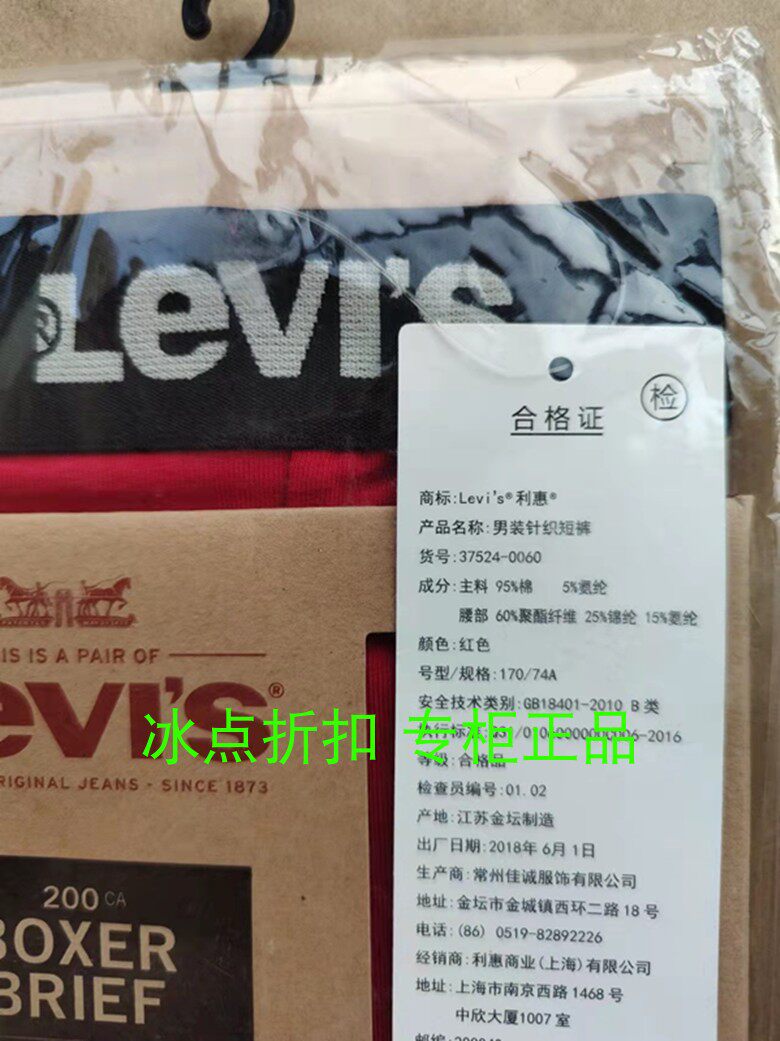 ® Levi's
检
合格证
商标:Levi's®利惠®
产品名称:男装针织短裤
货号:37524-0060
成分:主料 95%棉 5%氨纶
腰部 60%聚酯纤维 25%锦纶 15%氨纶
颜色:红色
号型/规格:170/74A
安全技术类别:GB18401-2010 B 类
-2016
等级:合格品
检查员编号:01.02
产地:江苏金坛制造
出厂日期:2018年6月1日
生产商:常州佳诚服饰有限公司
地址:金坛市金城镇西环二路18号
电话:(86) 0519-82892226
经销商:利惠商业(上海)有限公司
地址:上海市南京西路1468号
中欣大厦1007室
IS IS A PAIR OF
evi's®
RIGINAL JEANS - SINCE 1873
200 CA
BOXER
BRIEF
冰点折扣 专柜正品